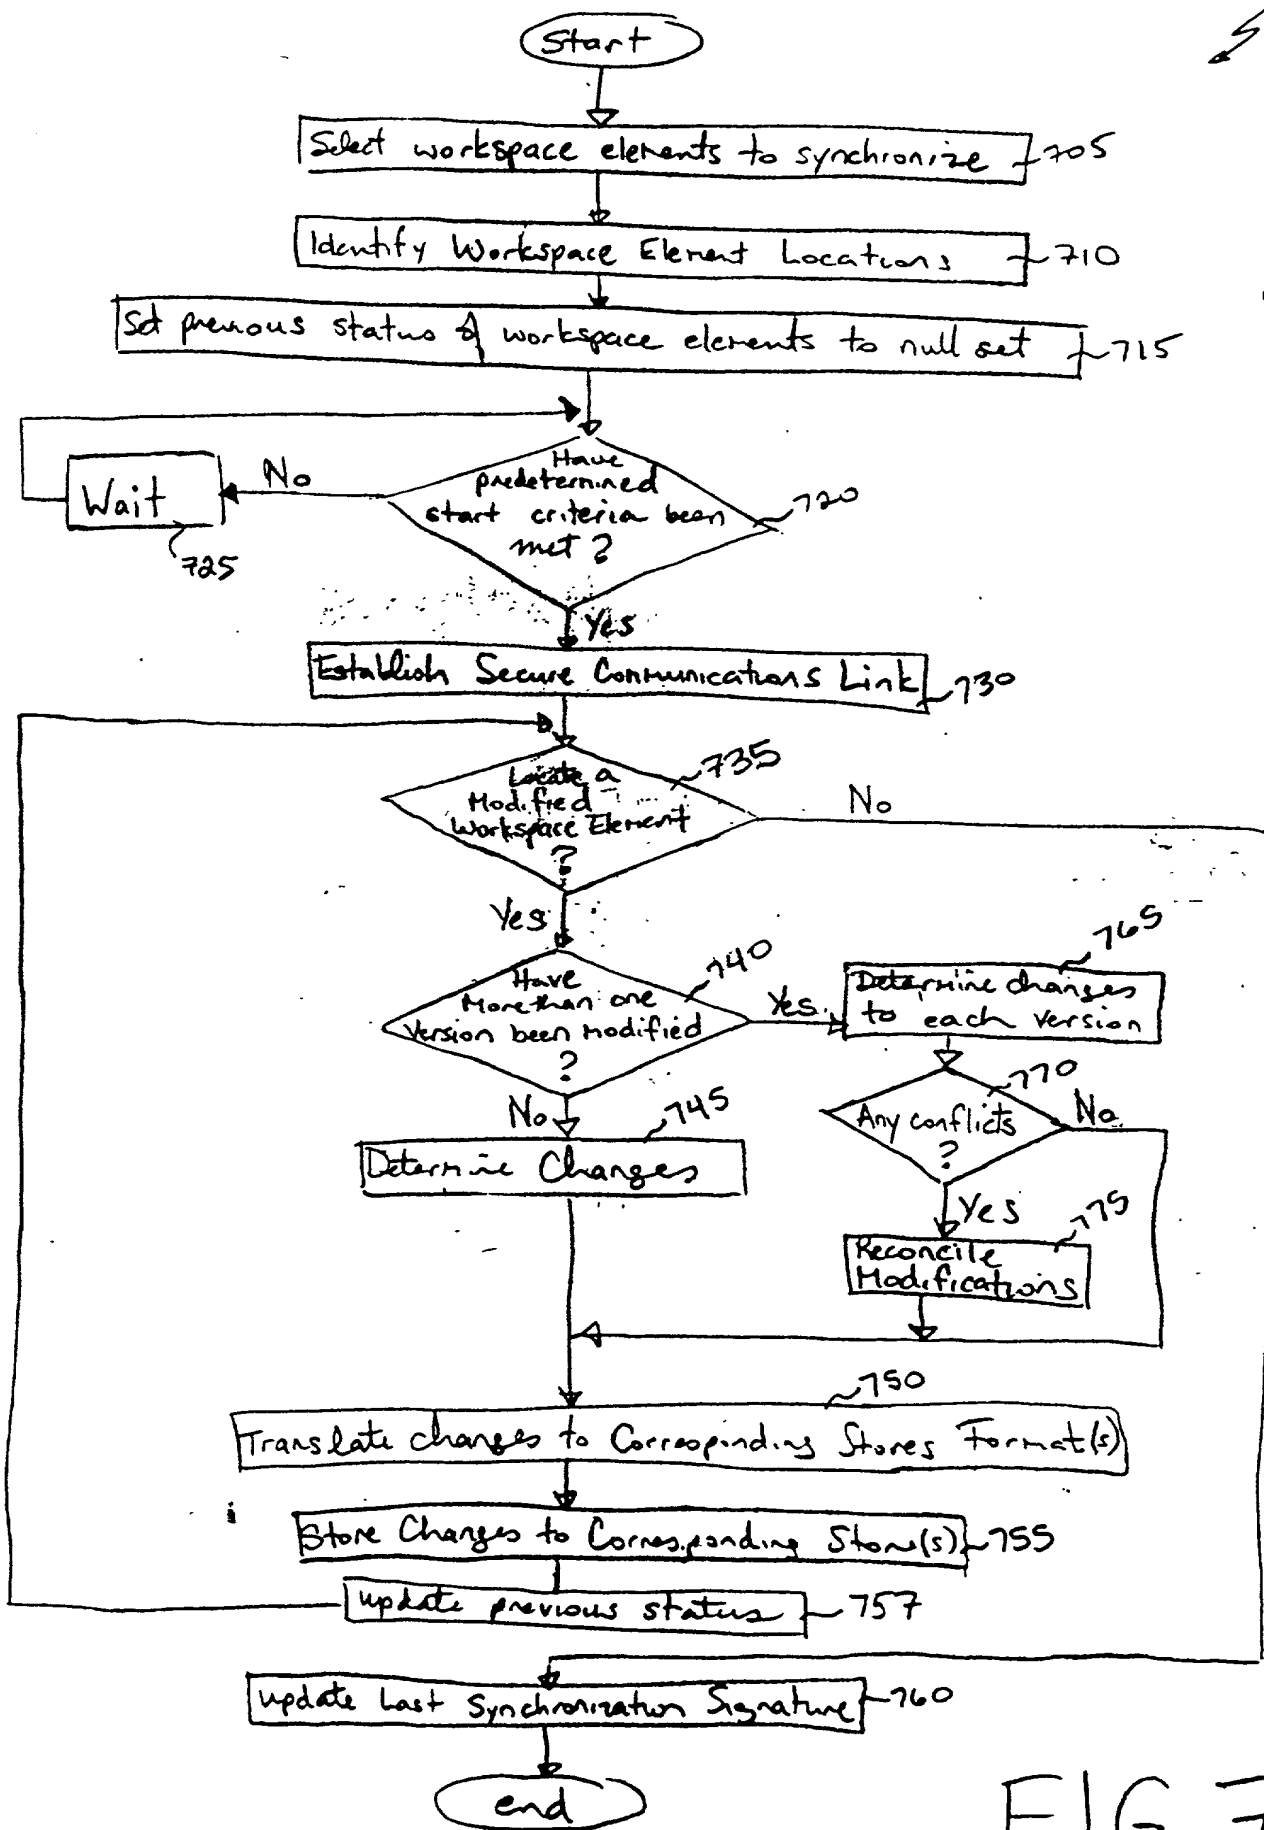 Start
Select workspace elements to synchronize 705
Identify Workspace Element Locations 710
Set previous status of workspace elements to null set 715
Have
predetermined
start criteria been
met?
720
No
Wait
725
Yes
Establish Secure Communications Link 730
Locate a
Modified
Workspace Element
?
735
No
Yes
Have
More than one
Version been Modified
?
740
Yes
Determine changes
to each version
765
Any conflicts
?
770
No
No
745
Determine Changes
Yes
775
Reconcile
Modifications
750
Translate changes to Corresponding Stores Format(s)
Store Changes to Corresponding Store(s) 755
update previous status 757
update Last Synchronization Signature 760
end
FIG 7